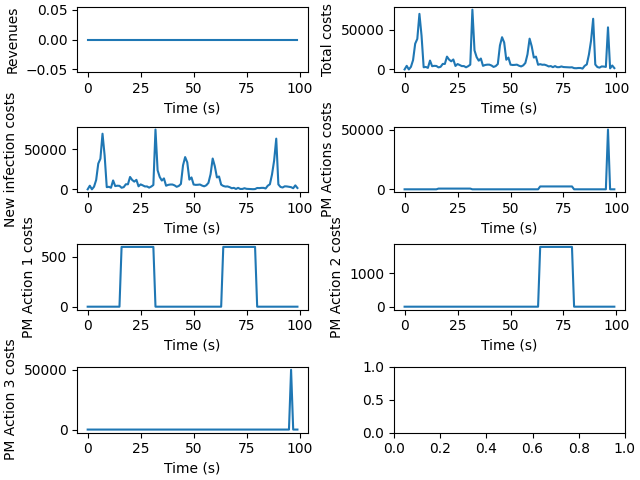 Revenues
0.05
0.00
−0.05
0 25 50 75 100
Time (s)
Total costs
50000
0
0 25 50 75 100
Time (s)
New infection costs
50000
0
0 25 50 75 100
Time (s)
PM Actions costs
50000
0
0 25 50 75 100
Time (s)
PM Action 1 costs
500
0
0 25 50 75 100
Time (s)
PM Action 2 costs
1000
0
0 25 50 75 100
Time (s)
PM Action 3 costs
50000
0
0 25 50 75 100
Time (s)
1.0
0.5
0.0
0.0 0.2 0.4 0.6 0.8 1.0